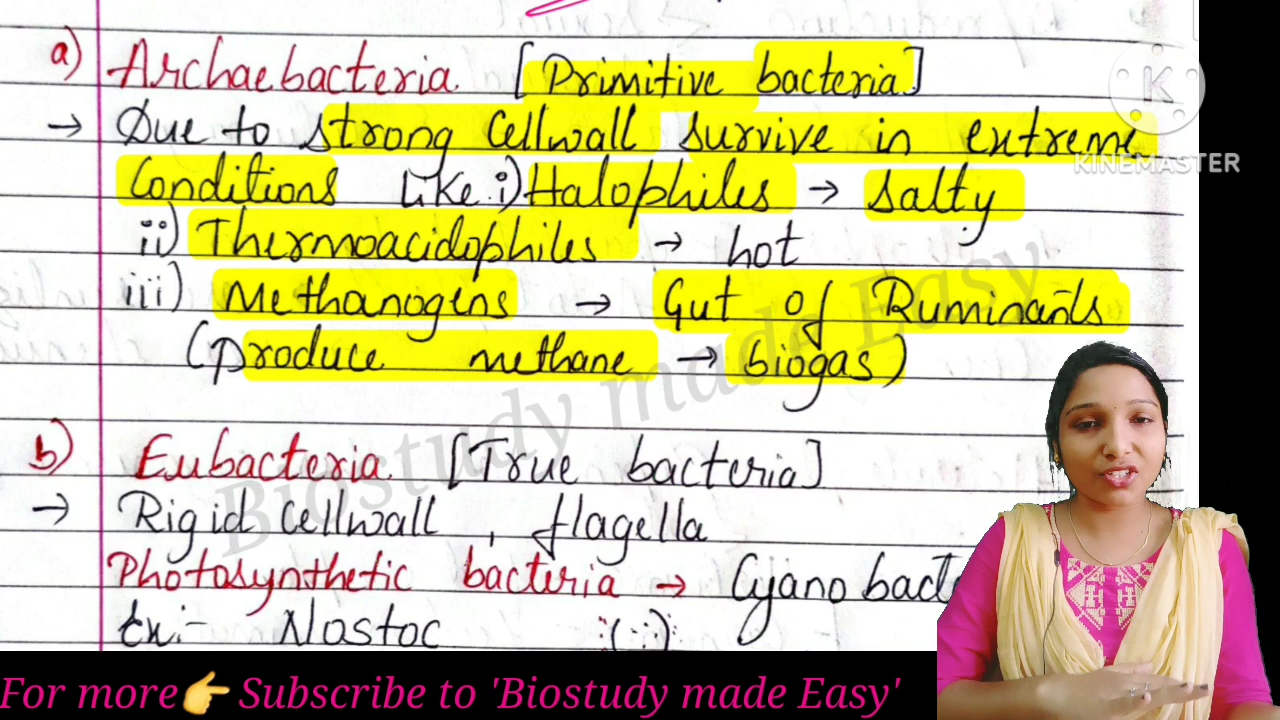 a) Archaebacteria. [Primitive bacteria]
→ Due to strong Cellwall survive in extreme
Conditions Like i) Halophiles → Salty
ii) Thermoacidophiles → hot
iii) Methanogens → Gut of Ruminants
(produce methane → biogas)
b) Eubacteria. [True bacteria]
→ Rigid Cellwall, flagella
Photosynthetic bacteria → Cyano bact
Ex:- Nostoc
K
KINEMASTER
Biostudy made Easy
For more👉 Subscribe to 'Biostudy made Easy'